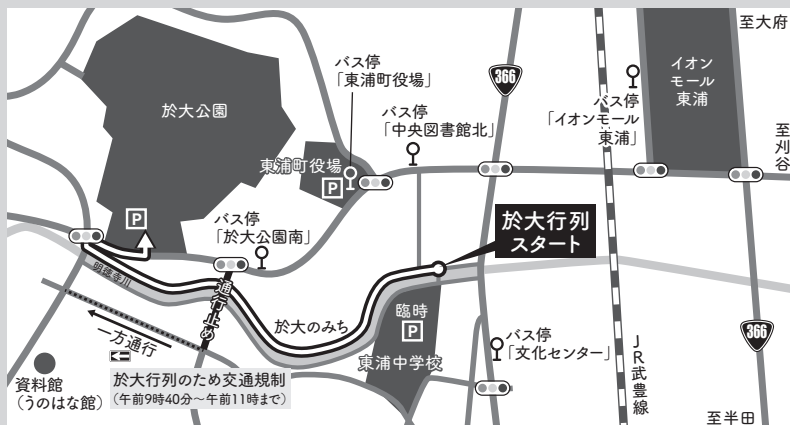 至大府
366
バス停
「東浦町役場」
イオン
モール
東浦
於大公園
バス停
「中央図書館北」
バス停
「イオンモール
東浦」
至刈谷
東浦町役場
P
P
バス停
「於大公園南」
於大行列
スタート
明徳寺川
通行止め
一方通行
於大のみち
臨時
P
東浦中学校
バス停
「文化センター」
JR武豊線
366
資料館
(うのはな館)
於大行列のため交通規制
(午前9時40分〜午前11時まで)
至半田